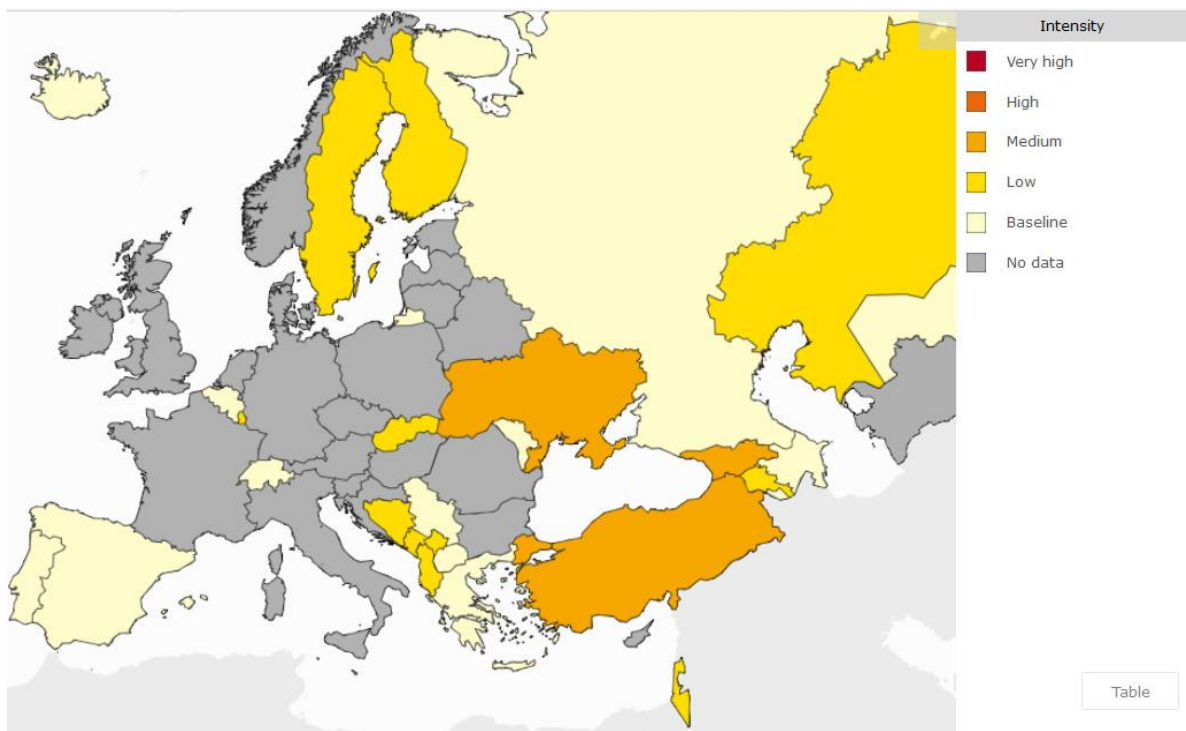 Intensity
Very high
High
Medium
Low
Baseline
No data
Table